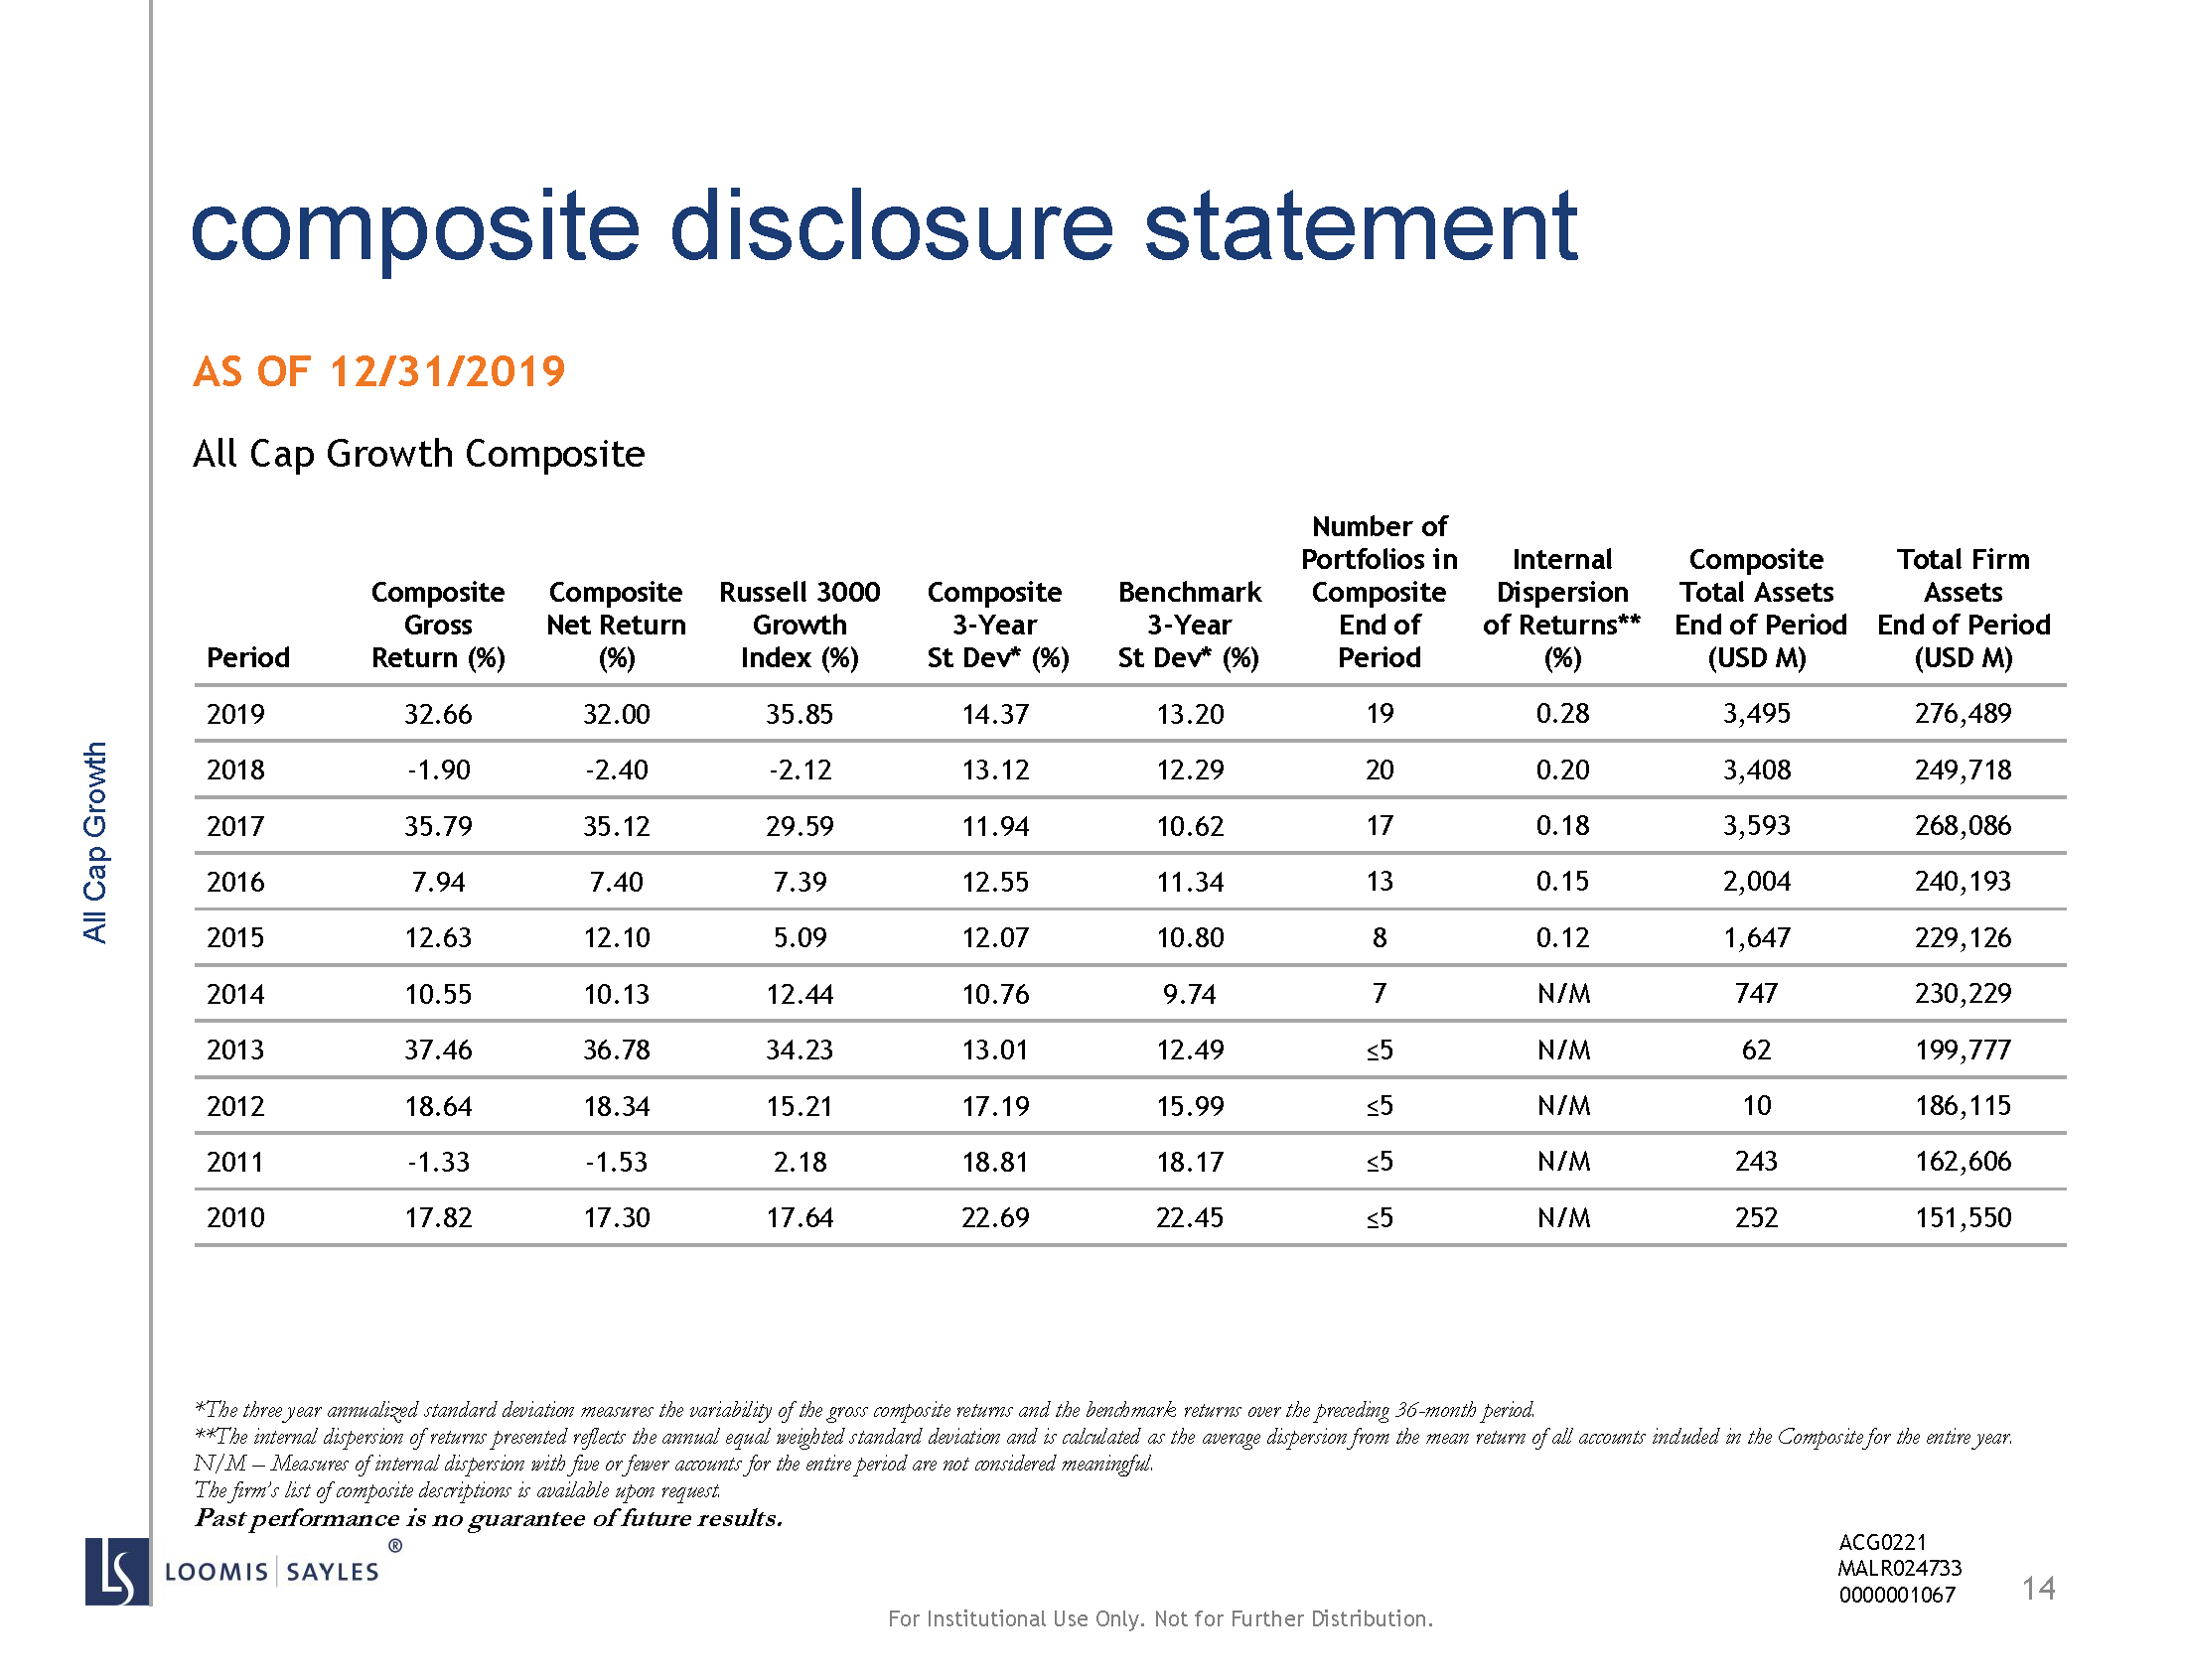 composite disclosure statement
AS OF 12/31/2019
All Cap Growth Composite
Period Composite Gross Return (%) Composite Net Return (%) Russell 3000 Growth Index (%) Composite 3-Year St Dev* (%) Benchmark 3-Year St Dev* (%) Number of Portfolios in Composite End of Period Internal Dispersion of Returns** (%) Composite Total Assets End of Period (USD M) Total Firm Assets End of Period (USD M)
2019 32.66 32.00 35.85 14.37 13.20 19 0.28 3,495 276,489
2018 -1.90 -2.40 -2.12 13.12 12.29 20 0.20 3,408 249,718
2017 35.79 35.12 29.59 11.94 10.62 17 0.18 3,593 268,086
2016 7.94 7.40 7.39 12.55 11.34 13 0.15 2,004 240,193
2015 12.63 12.10 5.09 12.07 10.80 8 0.12 1,647 229,126
2014 10.55 10.13 12.44 10.76 9.74 7 N/M 747 230,229
2013 37.46 36.78 34.23 13.01 12.49 ≤5 N/M 62 199,777
2012 18.64 18.34 15.21 17.19 15.99 ≤5 N/M 10 186,115
2011 -1.33 -1.53 2.18 18.81 18.17 ≤5 N/M 243 162,606
2010 17.82 17.30 17.64 22.69 22.45 ≤5 N/M 252 151,550
All Cap Growth
*The three year annualized standard deviation measures the variability of the gross composite returns and the benchmark returns over the preceding 36-month period.
**The internal dispersion of returns presented reflects the annual equal weighted standard deviation and is calculated as the average dispersion from the mean return of all accounts included in the Composite for the entire year.
N/M – Measures of internal dispersion with five or fewer accounts for the entire period are not considered meaningful.
The firm's list of composite descriptions is available upon request.
Past performance is no guarantee of future results.
LS LOOMIS | SAYLES ®
ACG0221
MALR024733
0000001067
14
For Institutional Use Only. Not for Further Distribution.